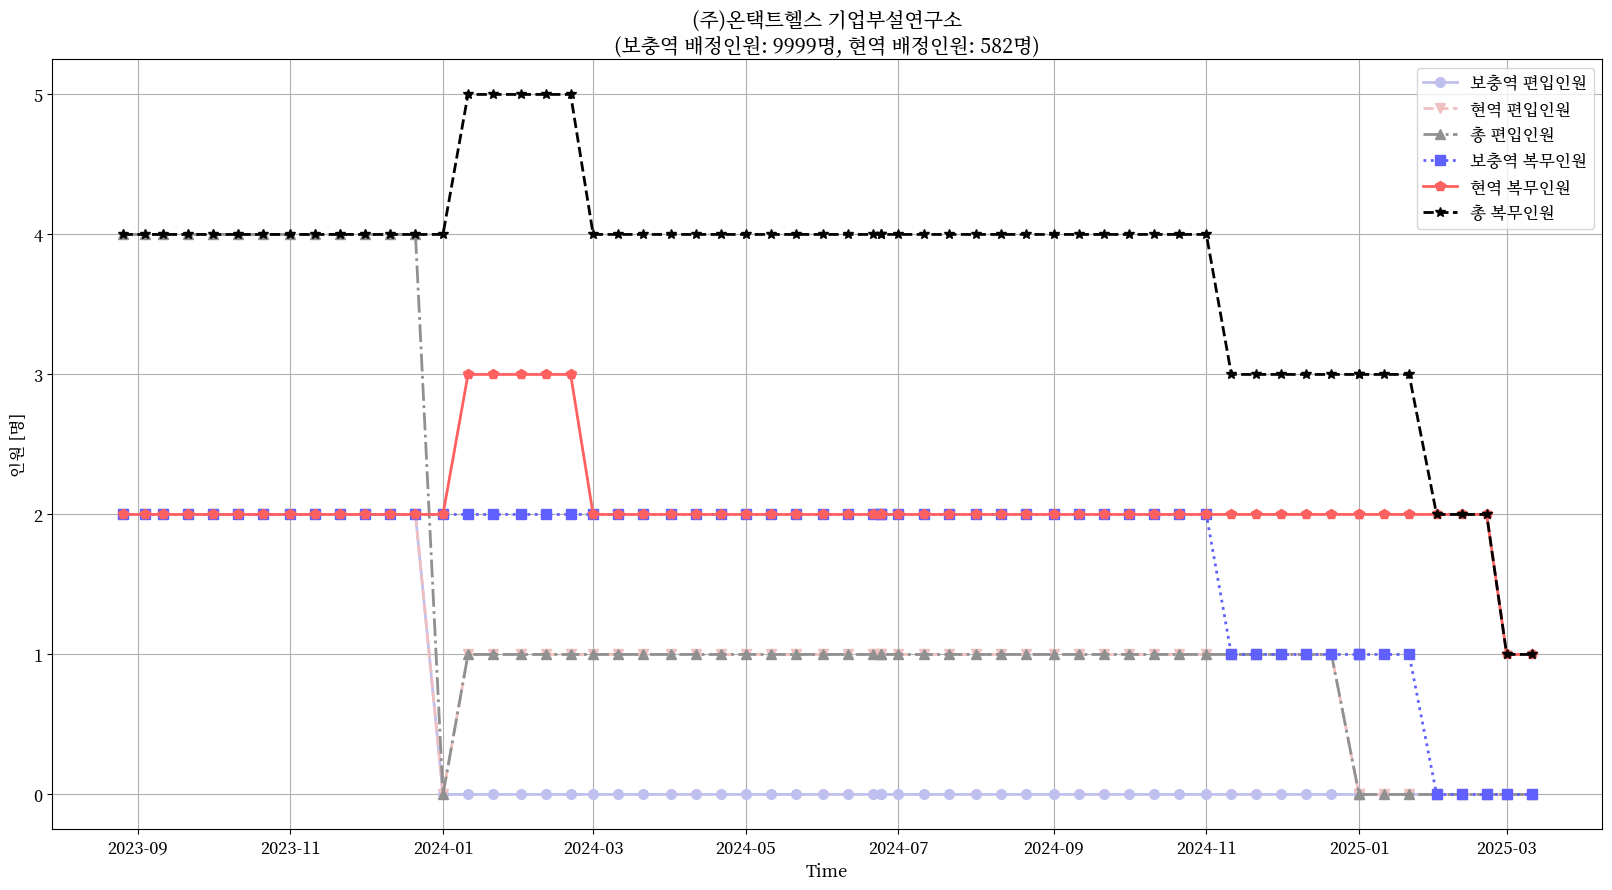 (주)온택트헬스 기업부설연구소
(보충역 배정인원: 9999명, 현역 배정인원: 582명)
보충역 편입인원
현역 편입인원
총 편입인원
보충역 복무인원
현역 복무인원
총 복무인원
인원 [명]
5
4
3
2
1
0
2023-09
2023-11
2024-01
2024-03
2024-05
2024-07
2024-09
2024-11
2025-01
2025-03
Time